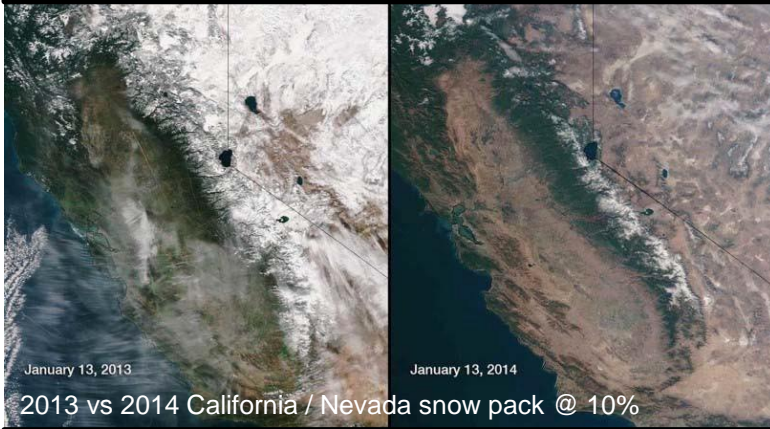 January 13, 2013
January 13, 2014
2013 vs 2014 California / Nevada snow pack @ 10%